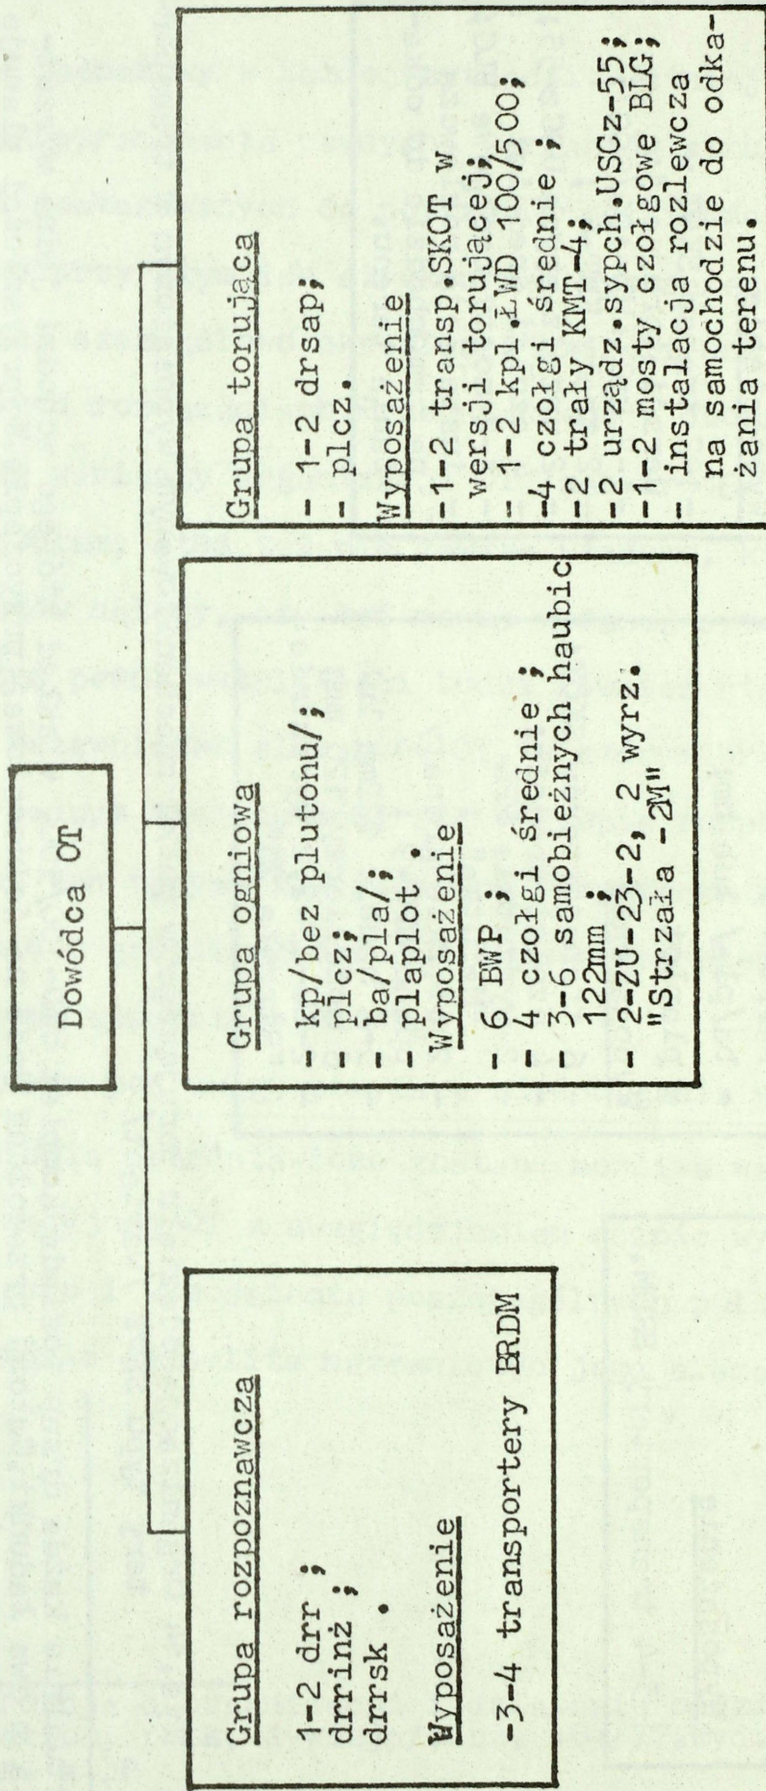 Dowódca OT
Grupa rozpoznawcza
1-2 drr ;
drrinż ;
drrsk .
Wyposażenie
-3-4 transportery BRDM
Grupa ogniowa
- kp/bez plutonu/;
- plcz;
- ba/pla/;
- plaplot .
Wyposażenie
- 6 BWP ;
- 4 czołgi średnie ;
- 3-6 samobieżnych haubic
122mm ;
- 2-ZU-23-2, 2 wyrz.
"Strzała -2M"
Grupa torująca
- 1-2 drsap;
- plcz.
Wyposażenie
-1-2 transp.SKOT w
wersji torującej;
- 1-2 kpl.ŁWD 100/500;
-4 czołgi średnie ;
-2 trały KMT-4;
-2 urządz.sypch.USCz-55;
-1-2 mosty czołgowe BLG;
- instalacja rozlewcza
na samochodzie do odka-
żania terenu.